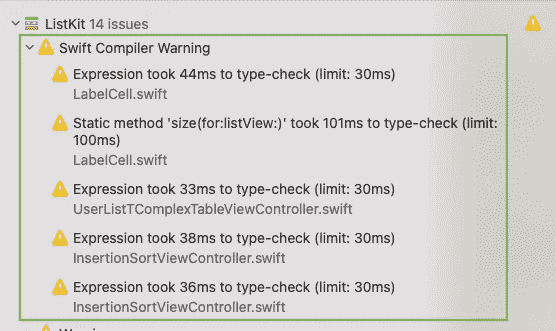 ListKit 14 issues
Swift Compiler Warning
Expression took 44ms to type-check (limit: 30ms)
LabelCell.swift
Static method 'size(for:listView:)' took 101ms to type-check (limit:
100ms)
LabelCell.swift
Expression took 33ms to type-check (limit: 30ms)
UserListTComplexTableViewController.swift
Expression took 38ms to type-check (limit: 30ms)
InsertionSortViewController.swift
Expression took 36ms to type-check (limit: 30ms)
InsertionSortViewController.swift